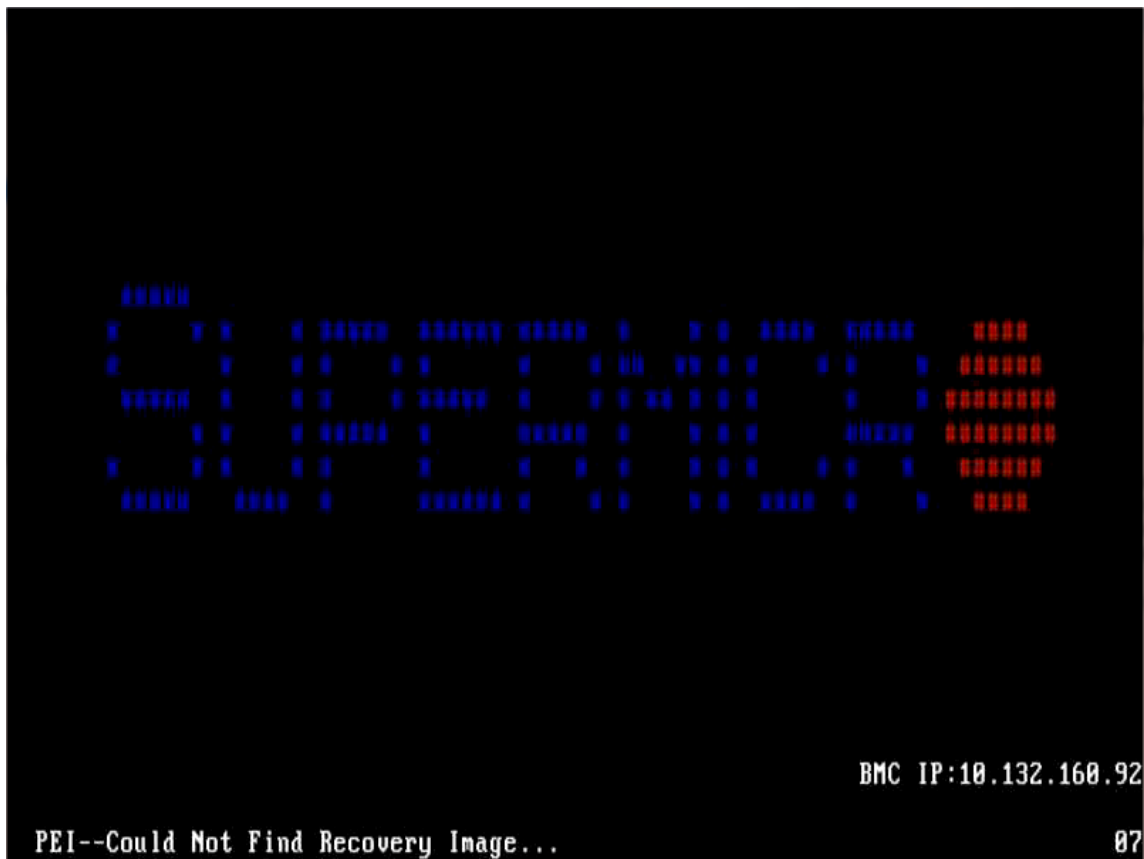 SUPERMICRO
BMC IP:10.132.160.92
PEI--Could Not Find Recovery Image...
07